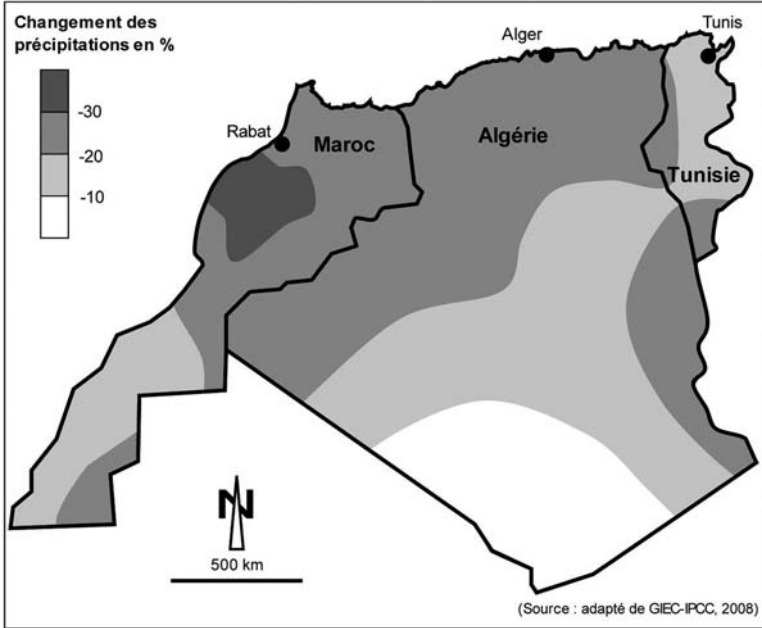 Changement des
précipitations en %
-30
-20
-10
Tunis
Alger
Rabat
Maroc
Algérie
Tunisie
N
500 km
(Source : adapté de GIEC-IPCC, 2008)